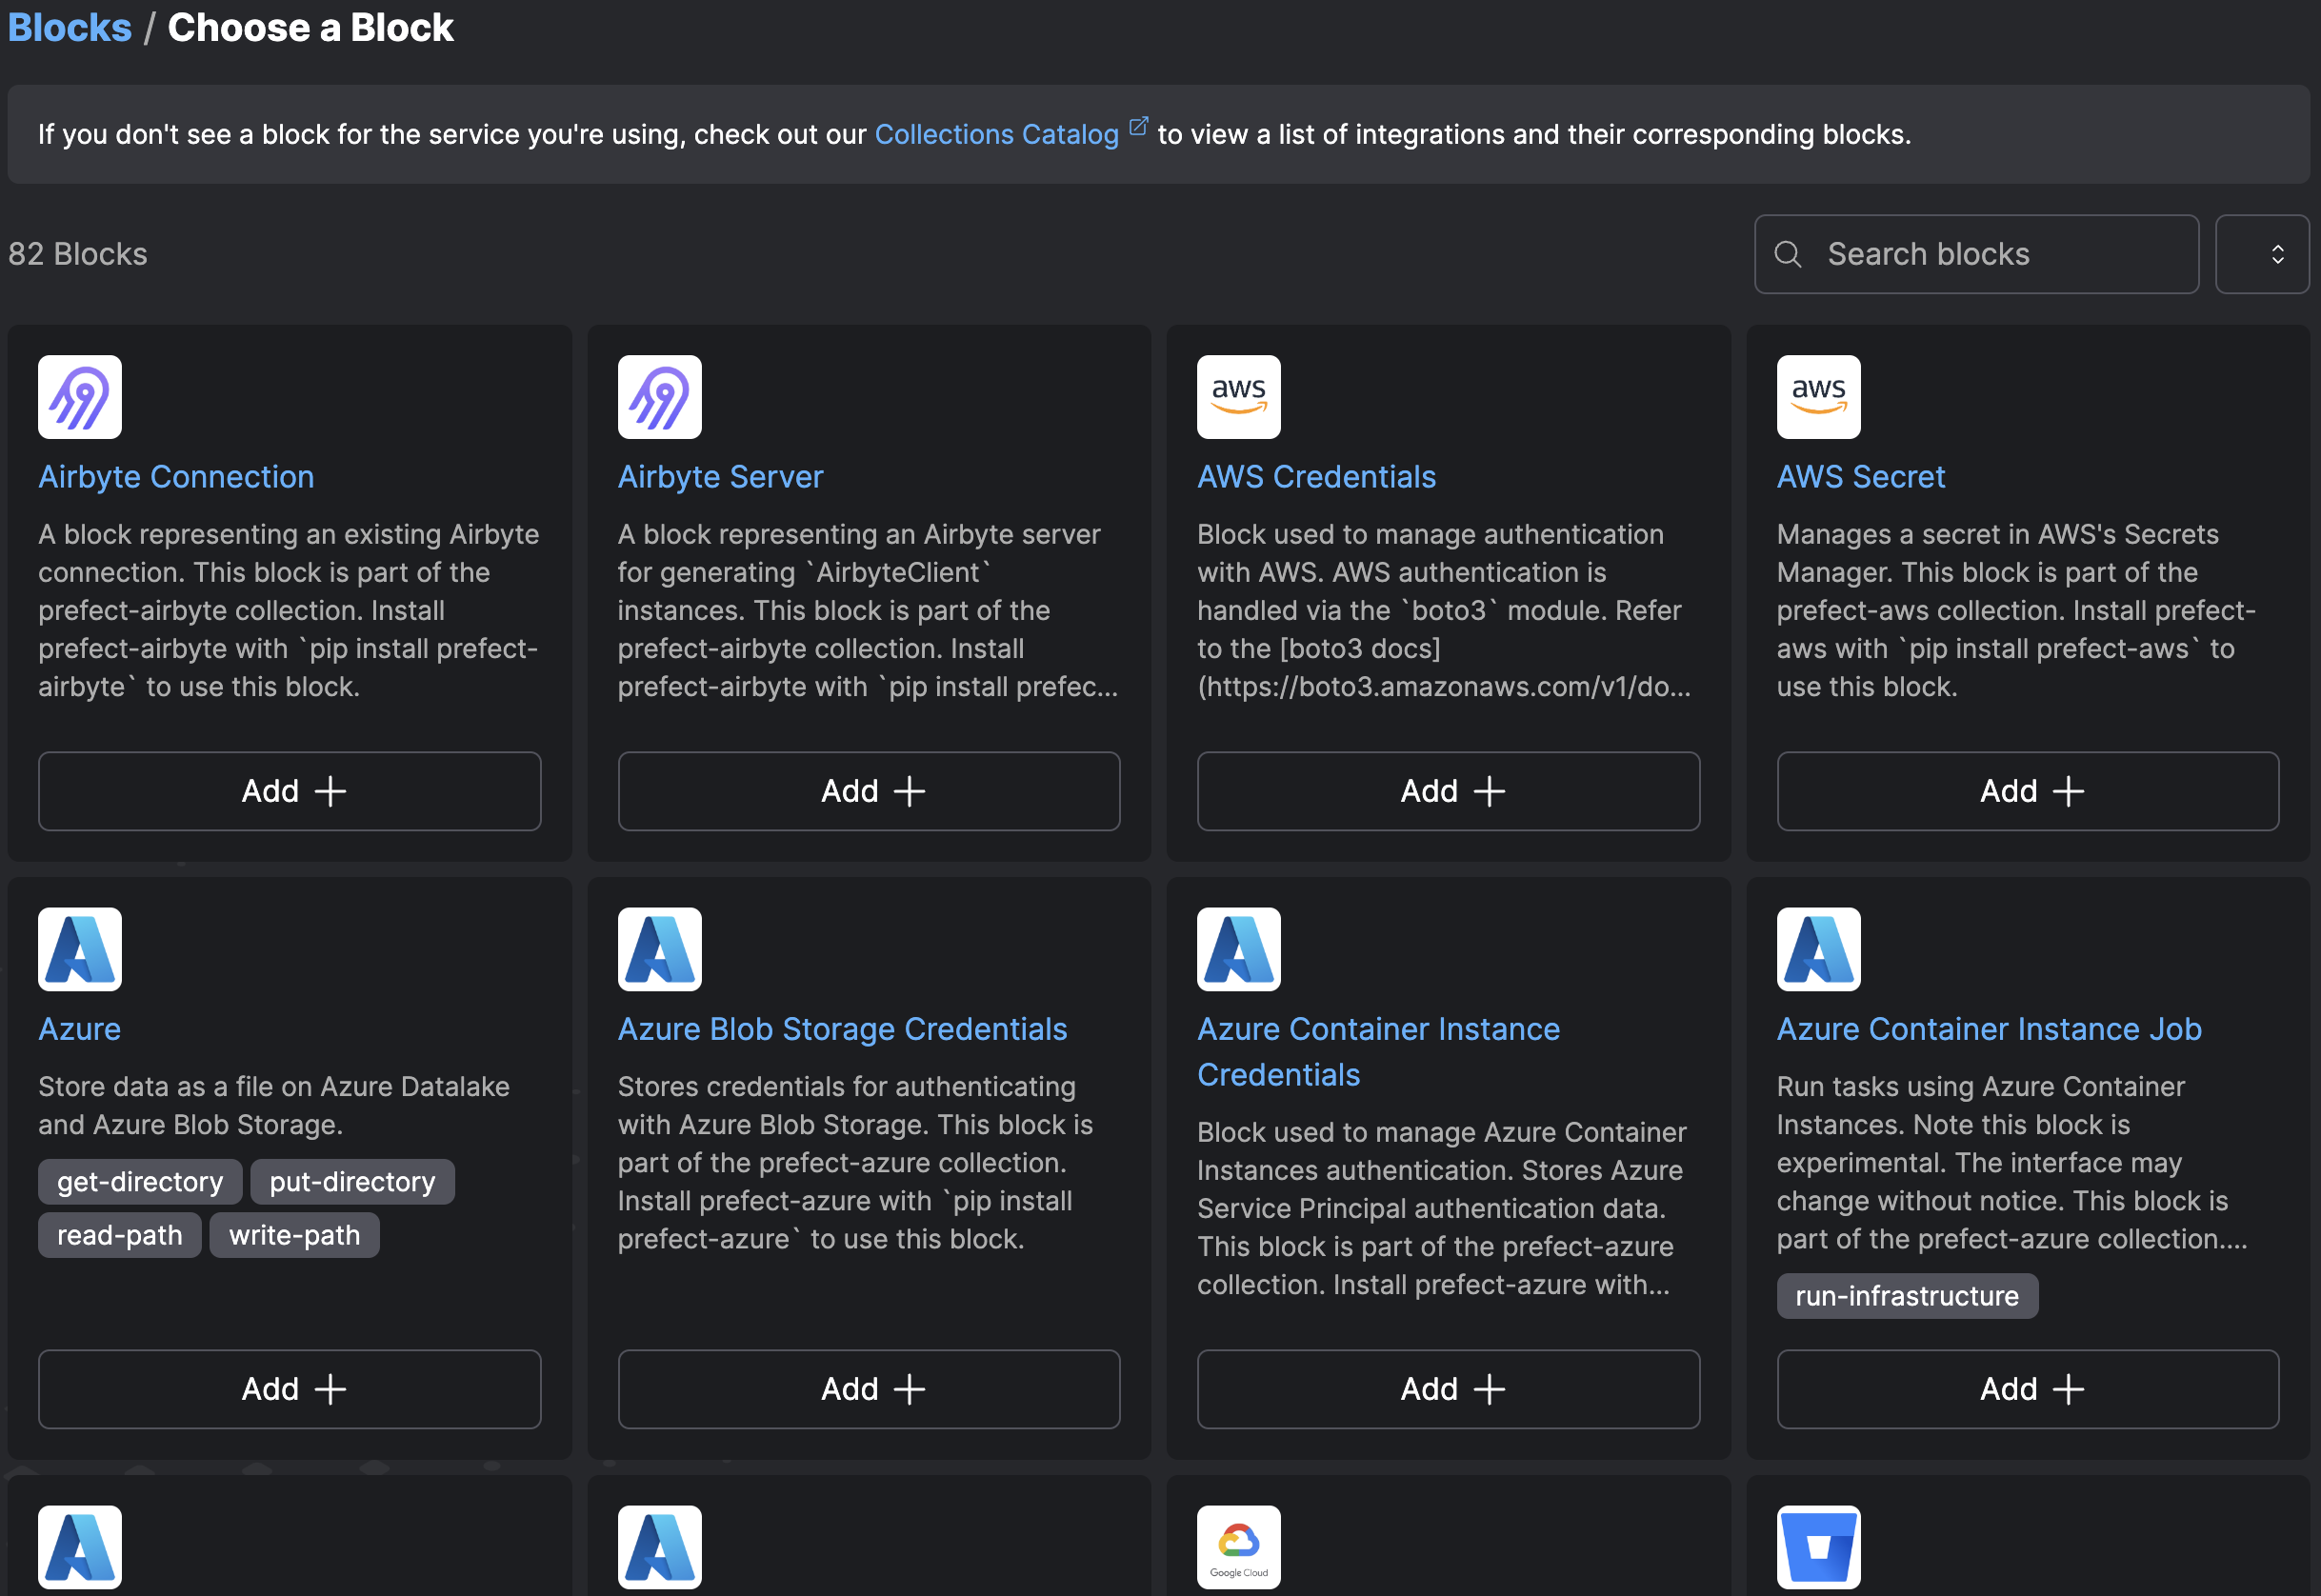 Blocks / Choose a Block
If you don't see a block for the service you're using, check out our Collections Catalog to view a list of integrations and their corresponding blocks.
82 Blocks
Search blocks
aws
aws
Airbyte Connection
A block representing an existing Airbyte
connection. This block is part of the
prefect-airbyte collection. Install
prefect-airbyte with `pip install prefect-
airbyte` to use this block.
Add
Airbyte Server
A block representing an Airbyte server
for generating `AirbyteClient`
instances. This block is part of the
prefect-airbyte collection. Install
prefect-airbyte with `pip install prefec...
Add
AWS Credentials
Block used to manage authentication
with AWS. AWS authentication is
handled via the `boto3` module. Refer
to the [boto3 docs]
(https://boto3.amazonaws.com/v1/do...
Add
AWS Secret
Manages a secret in AWS's Secrets
Manager. This block is part of the
prefect-aws collection. Install prefect-
aws with `pip install prefect-aws` to
use this block.
Add
Azure
Store data as a file on Azure Datalake
and Azure Blob Storage.
get-directory put-directory
read-path write-path
Add
Azure Blob Storage Credentials
Stores credentials for authenticating
with Azure Blob Storage. This block is
part of the prefect-azure collection.
Install prefect-azure with `pip install
prefect-azure` to use this block.
Add
Azure Container Instance
Credentials
Block used to manage Azure Container
Instances authentication. Stores Azure
Service Principal authentication data.
This block is part of the prefect-azure
collection. Install prefect-azure with...
Add
Azure Container Instance Job
Run tasks using Azure Container
Instances. Note this block is
experimental. The interface may
change without notice. This block is
part of the prefect-azure collection....
run-infrastructure
Add
Google Cloud